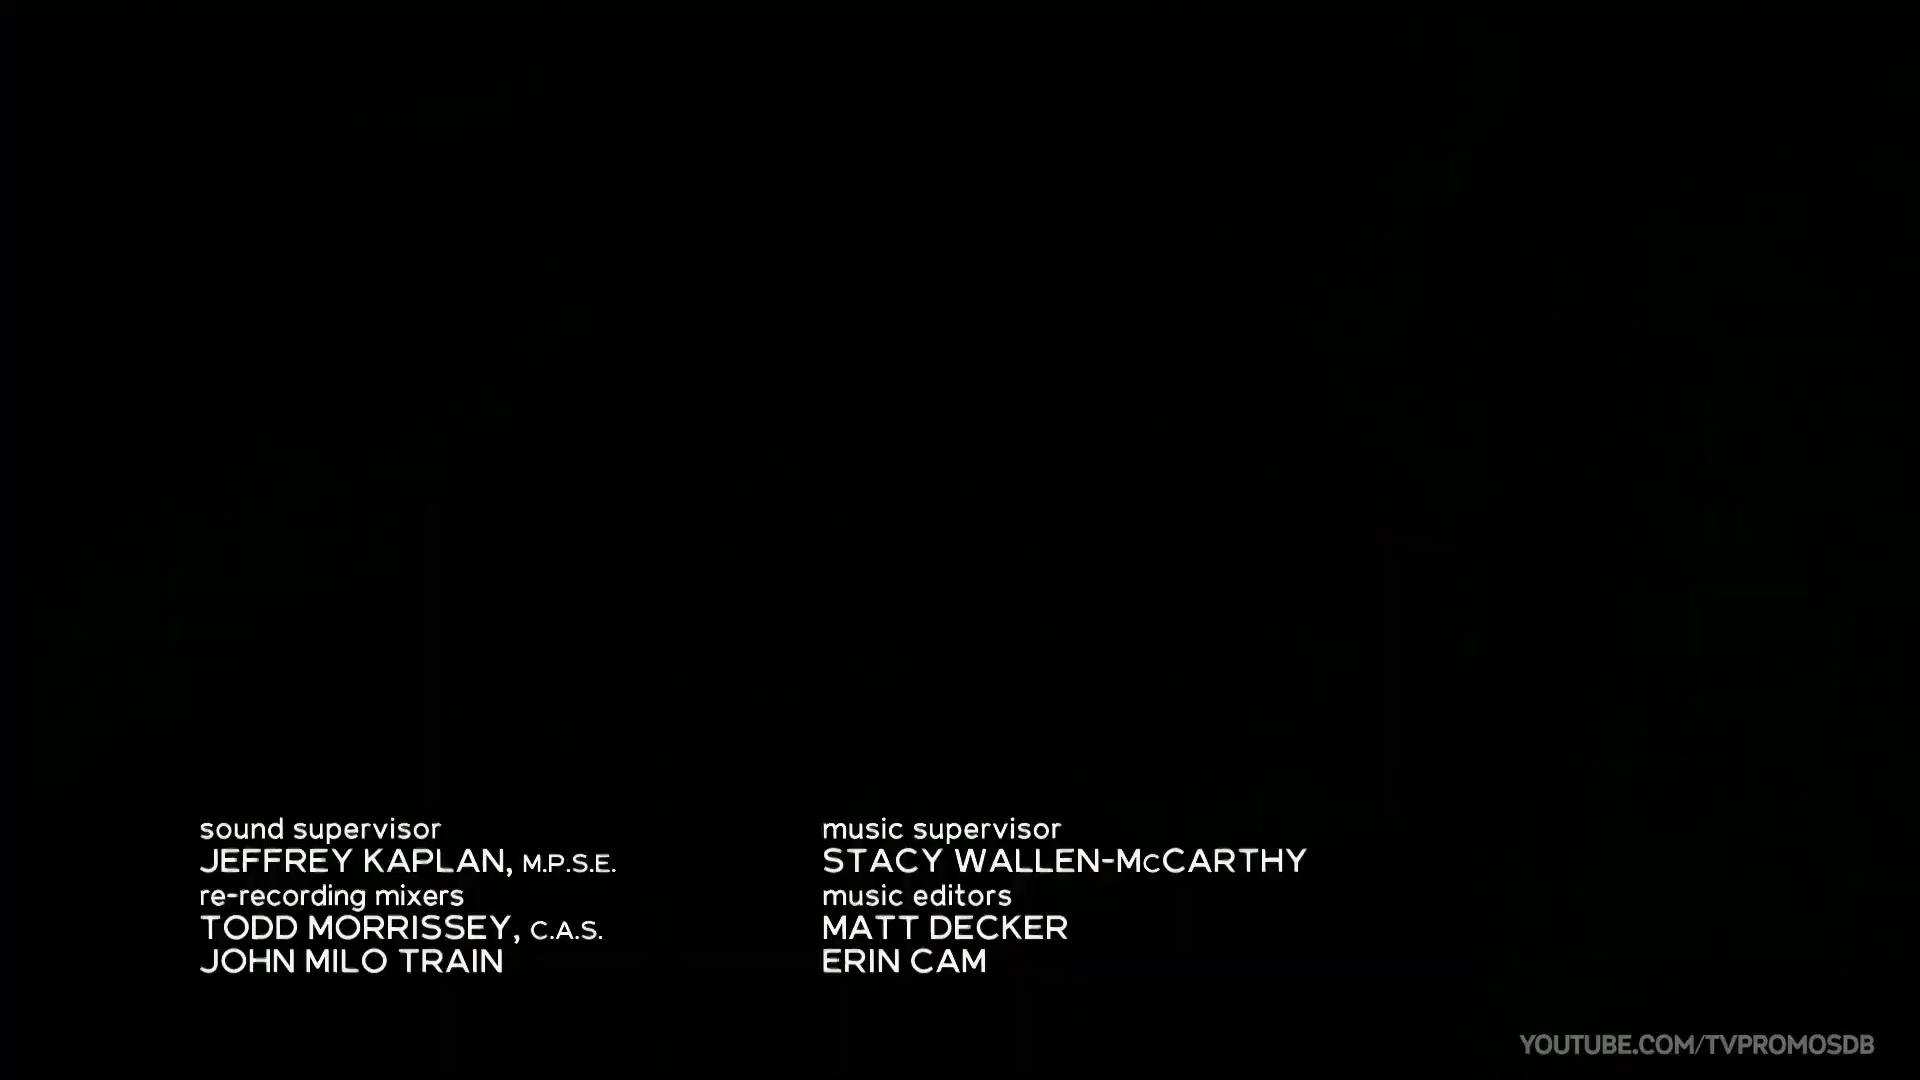 sound supervisor
JEFFREY KAPLAN, M.P.S.E.
re-recording mixers
TODD MORRISSEY, C.A.S.
JOHN MILO TRAIN
music supervisor
STACY WALLEN-McCARTHY
music editors
MATT DECKER
ERIN CAM
YOUTUBE.COM/TVPROMOSDB